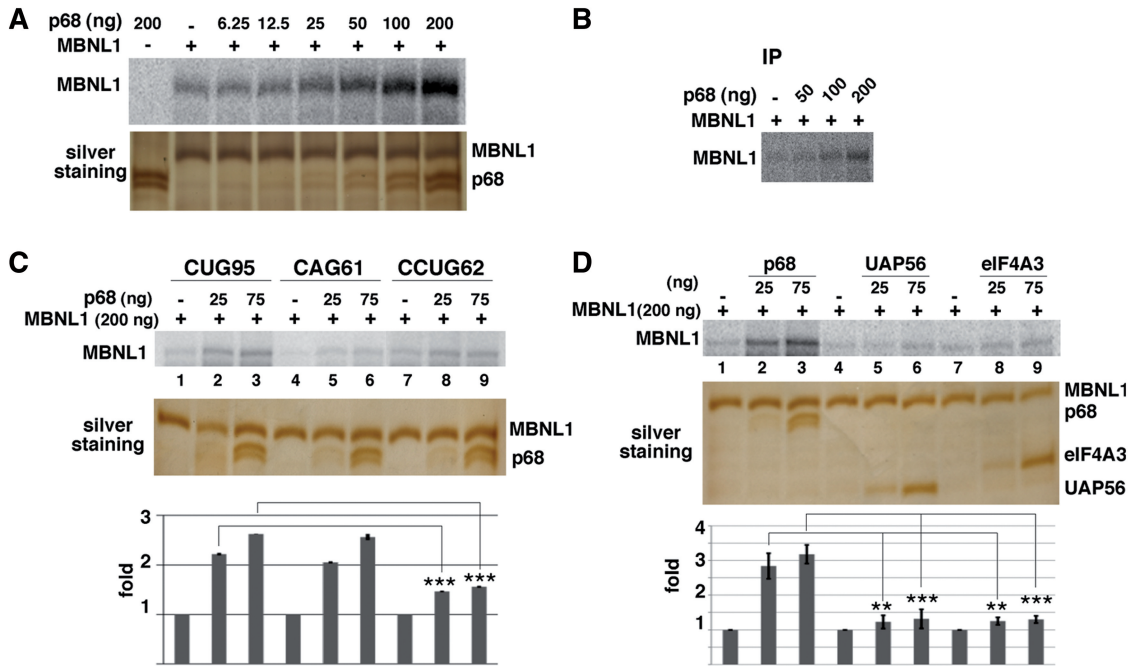 A
p68 (ng) 200 - 6.25 12.5 25 50 100 200
MBNL1 - + + + + + + +
MBNL1
silver staining
MBNL1
p68
B
IP
p68 (ng) - 50 100 200
MBNL1 + + + +
MBNL1
C
CUG95 CAG61 CCUG62
p68 (ng) - 25 75 - 25 75 - 25 75
MBNL1 (200 ng) + + + + + + + + +
MBNL1
1 2 3 4 5 6 7 8 9
silver staining
MBNL1
p68
3
2
1
fold
*** ***
D
p68 UAP56 eIF4A3
(ng) - 25 75 - 25 75 - 25 75
MBNL1(200 ng) + + + + + + + + +
MBNL1
1 2 3 4 5 6 7 8 9
silver staining
MBNL1
p68
eIF4A3
UAP56
4
3
2
1
fold
** *** ** ***